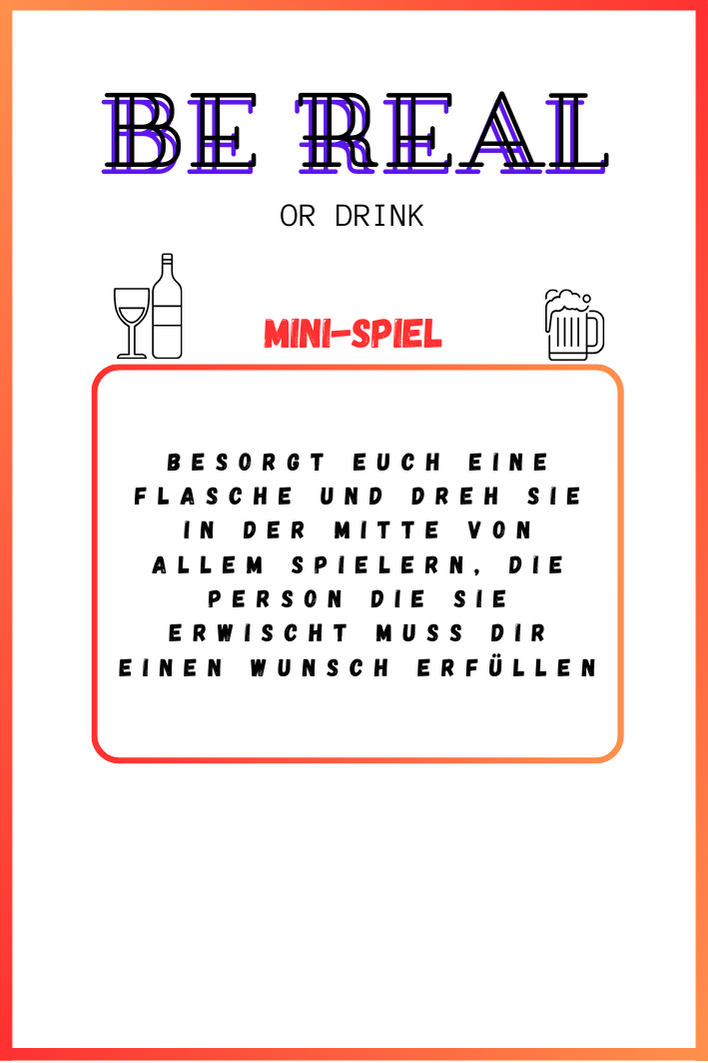 BE REAL
OR DRINK
MINI-SPIEL
BESORGT EUCH EINE
FLASCHE UND DREH SIE
IN DER MITTE VON
ALLEM SPIELERN, DIE
PERSON DIE SIE
ERWISCHT MUSS DIR
EINEN WUNSCH ERFÜLLEN